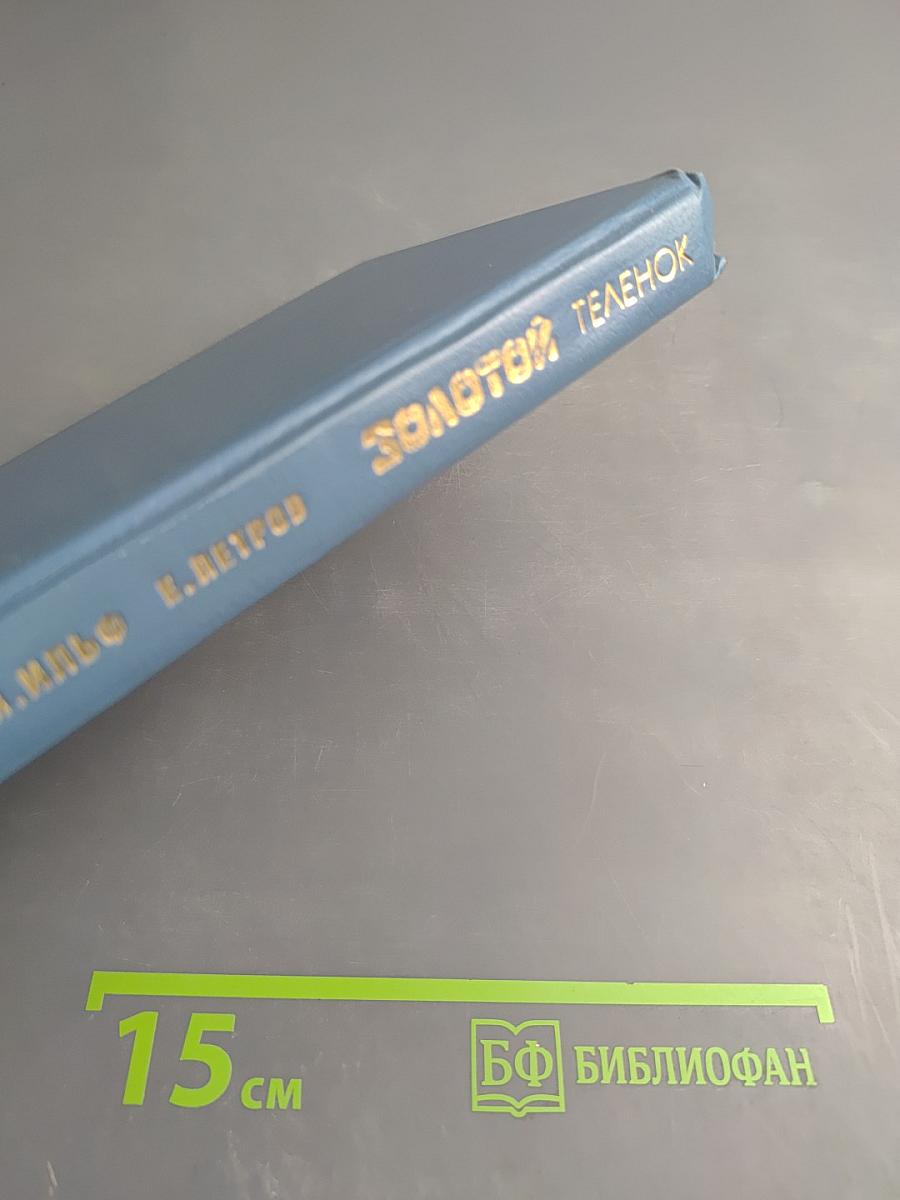 И.ИЛЬФ Е.ПЕТРОВ ЗОЛОТОЙ ТЕЛЕНОК
15 см
БФ БИБЛИОФАН